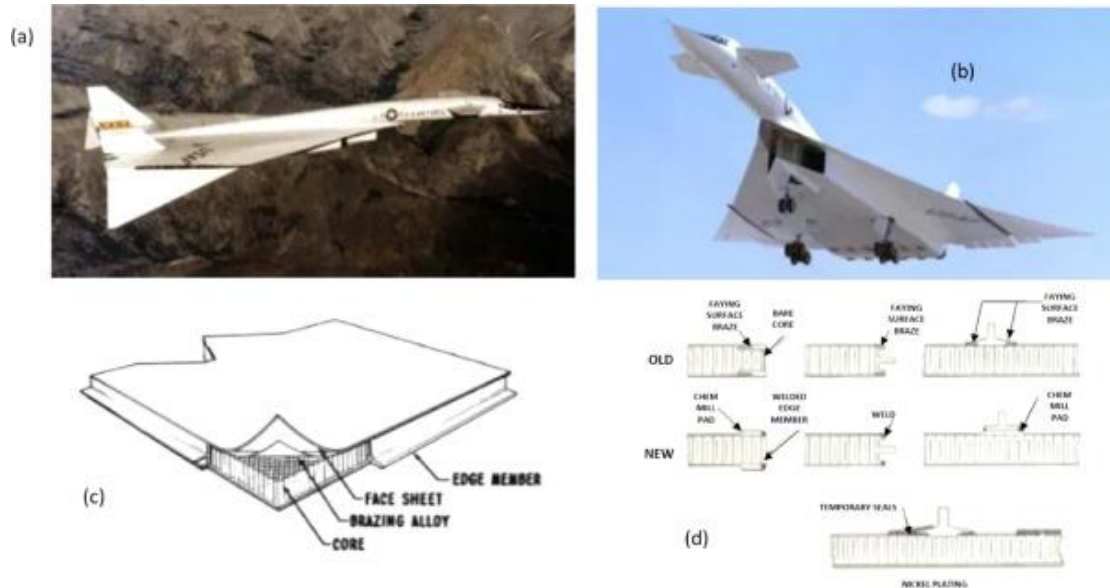 (a)
(b)
EDGE MEMBER
FACE SHEET
BRAZING ALLOY
CORE
(c)
FAYING
SURFACE
BRAZE
BARE
CORE
FAYING
SURFACE
BRAZE
FAYING
SURFACE
BRAZE
OLD
CHEM
MILL
PAD
WELDED
EDGE
MEMBER
WELD
CHEM
MILL
PAD
NEW
TEMPORARY SEALS
(d)
NICKEL PLATING